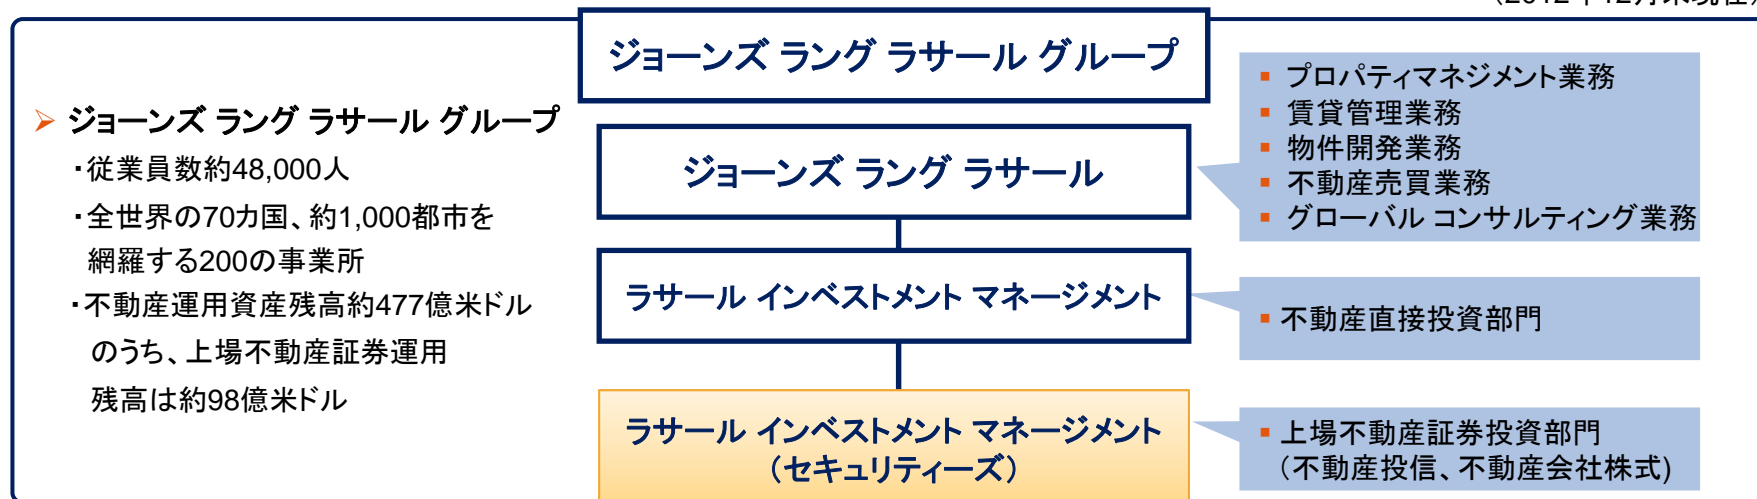 (2012年12月末現在)
ジョーンズ ラング ラサール グループ
➢ ジョーンズ ラング ラサール グループ
・従業員数約48,000人
・全世界の70カ国、約1,000都市を
網羅する200の事業所
・不動産運用資産残高約477億米ドル
のうち、上場不動産証券運用
残高は約98億米ドル
ジョーンズ ラング ラサール
▪ プロパティマネジメント業務
▪ 賃貸管理業務
▪ 物件開発業務
▪ 不動産売買業務
▪ グローバル コンサルティング業務
ラサール インベストメント マネージメント
▪ 不動産直接投資部門
ラサール インベストメント マネージメント
（セキュリティーズ）
▪ 上場不動産証券投資部門
（不動産投信、不動産会社株式)